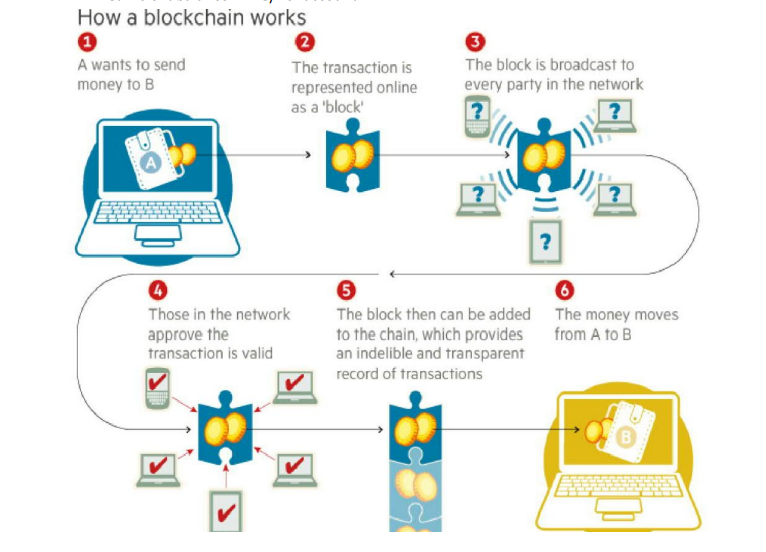 How a blockchain works
1
A wants to send
money to B
2
The transaction is
represented online
as a 'block'
3
The block is broadcast to
every party in the network
A
?
?
?
?
?
4
Those in the network
approve the
transaction is valid
5
The block then can be added
to the chain, which provides
an indelible and transparent
record of transactions
6
The money moves
from A to B
B